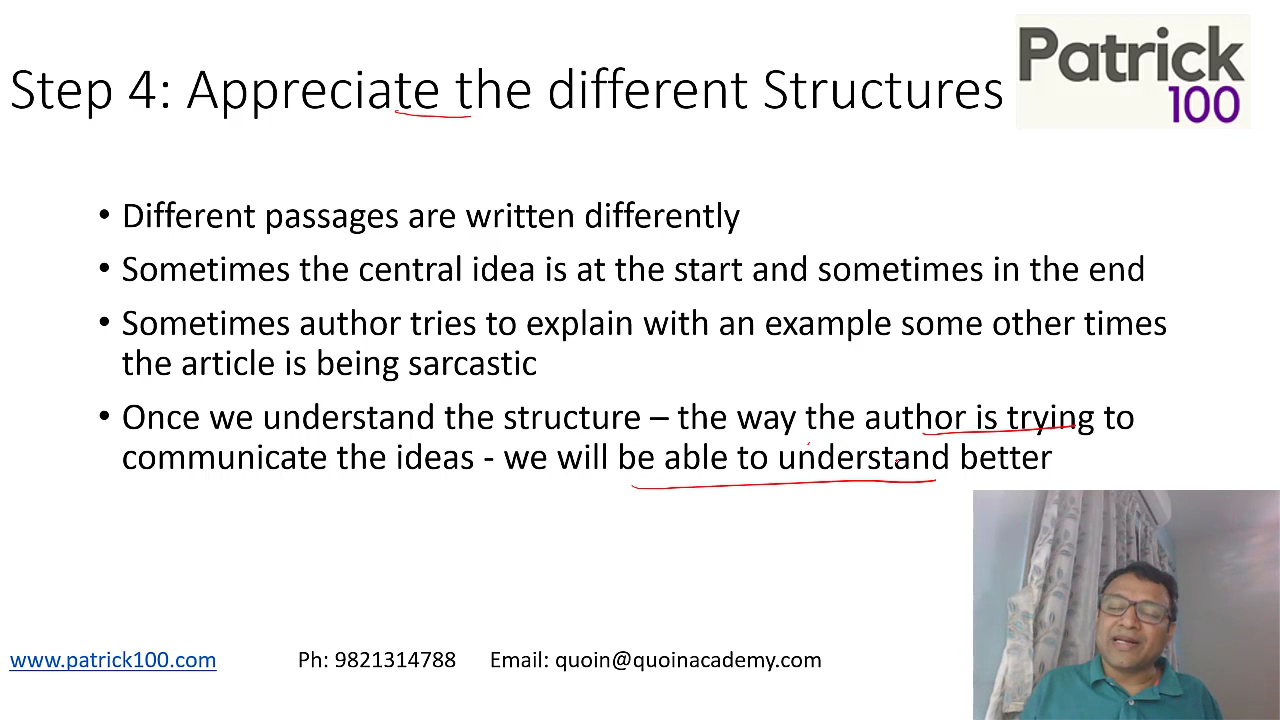 Step 4: Appreciate the different Structures
Patrick
100
• Different passages are written differently
• Sometimes the central idea is at the start and sometimes in the end
• Sometimes author tries to explain with an example some other times
the article is being sarcastic
• Once we understand the structure – the way the author is trying to
communicate the ideas - we will be able to understand better
www.patrick100.com Ph: 9821314788 Email: quoin@quoinacademy.com